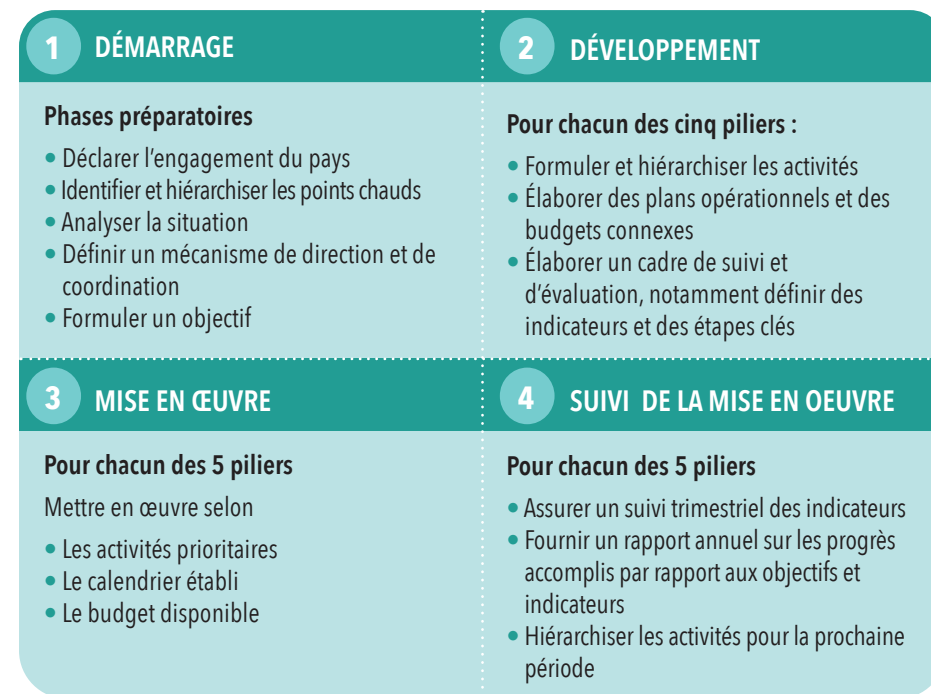 1 DÉMARRAGE
Phases préparatoires
• Déclarer l'engagement du pays
• Identifier et hiérarchiser les points chauds
• Analyser la situation
• Définir un mécanisme de direction et de
coordination
• Formuler un objectif
2 DÉVELOPPEMENT
Pour chacun des cinq piliers :
• Formuler et hiérarchiser les activités
• Élaborer des plans opérationnels et des
budgets connexes
• Élaborer un cadre de suivi et
d'évaluation, notamment définir des
indicateurs et des étapes clés
3 MISE EN ŒUVRE
Pour chacun des 5 piliers
Mettre en œuvre selon
• Les activités prioritaires
• Le calendrier établi
• Le budget disponible
4 SUIVI DE LA MISE EN OEUVRE
Pour chacun des 5 piliers
• Assurer un suivi trimestriel des indicateurs
• Fournir un rapport annuel sur les progrès
accomplis par rapport aux objectifs et
indicateurs
• Hiérarchiser les activités pour la prochaine
période